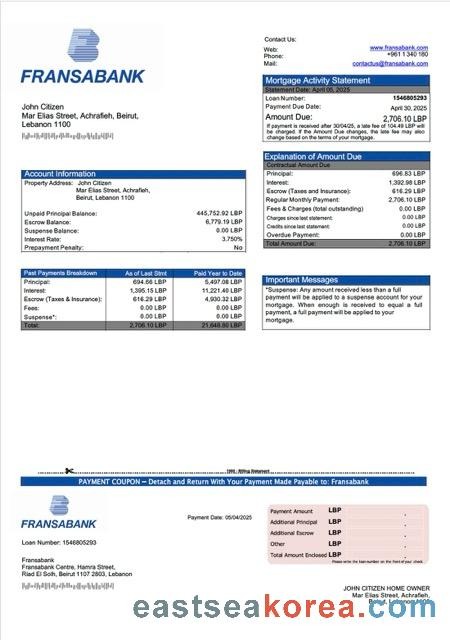 FRANSABANK
Contact Us:
Web: www.fransabank.com
Phone: +961 1 340 180
Mail: contactus@fransabank.com
John Citizen
Mar Elias Street, Achrafieh, Beirut,
Lebanon 1100
Mortgage Activity Statement
Statement Date: April 05, 2025
Loan Number: 1546805293
Payment Due Date: April 30, 2025
Amount Due: 2,706.10 LBP
If payment is received after 30/04/25, a late fee of 104.49 LBP will
be charged. If the Amount Due changes, the late fee may also
change based on the terms of your mortgage.
Account Information
Property Address: John Citizen
Mar Elias Street, Achrafieh,
Beirut, Lebanon 1100
Unpaid Principal Balance: 445,752.92 LBP
Escrow Balance: 6,779.19 LBP
Suspense Balance: 0.00 LBP
Interest Rate: 3.750%
Prepayment Penalty: No
Explanation of Amount Due
Contractual Amount Due
Principal: 696.83 LBP
Interest: 1,392.98 LBP
Escrow (Taxes and Insurance): 616.29 LBP
Regular Monthly Payment: 2,706.10 LBP
Fees & Charges (total outstanding) 0.00 LBP
Charges since last statement: 0.00 LBP
Credits since last statement: 0.00 LBP
Overdue Payment: 0.00 LBP
Total Amount Due: 2,706.10 LBP
Past Payments Breakdown As of Last Stmt Paid Year to Date
Principal: 694.66 LBP 5,497.08 LBP
Interest: 1,395.15 LBP 11,221.40 LBP
Escrow (Taxes & Insurance): 616.29 LBP 4,930.32 LBP
Fees: 0.00 LBP 0.00 LBP
Suspense*: 0.00 LBP 0.00 LBP
Total: 2,706.10 LBP 21,648.80 LBP
Important Messages
*Suspense: Any amount received less than a full
payment will be applied to a suspense account for your
mortgage. When enough is received to equal a full
payment, a full payment will be applied to your
mortgage.
Billing Statement
PAYMENT COUPON – Detach and Return With Your Payment Made Payable to: Fransabank
FRANSABANK
Payment Date: 05/04/2025
Loan Number: 1546805293
Payment Amount LBP
Additional Principal LBP
Additional Escrow LBP
Other LBP
Total Amount Enclosed LBP
Please write the loan number on the front of your check.
Fransabank
Fransabank Centre, Hamra Street,
Riad El Solh, Beirut 1107 2803, Lebanon
JOHN CITIZEN HOME OWNER
Mar Elias Street, Achrafieh,
Beirut, Lebanon 1100
eastseakorea.com